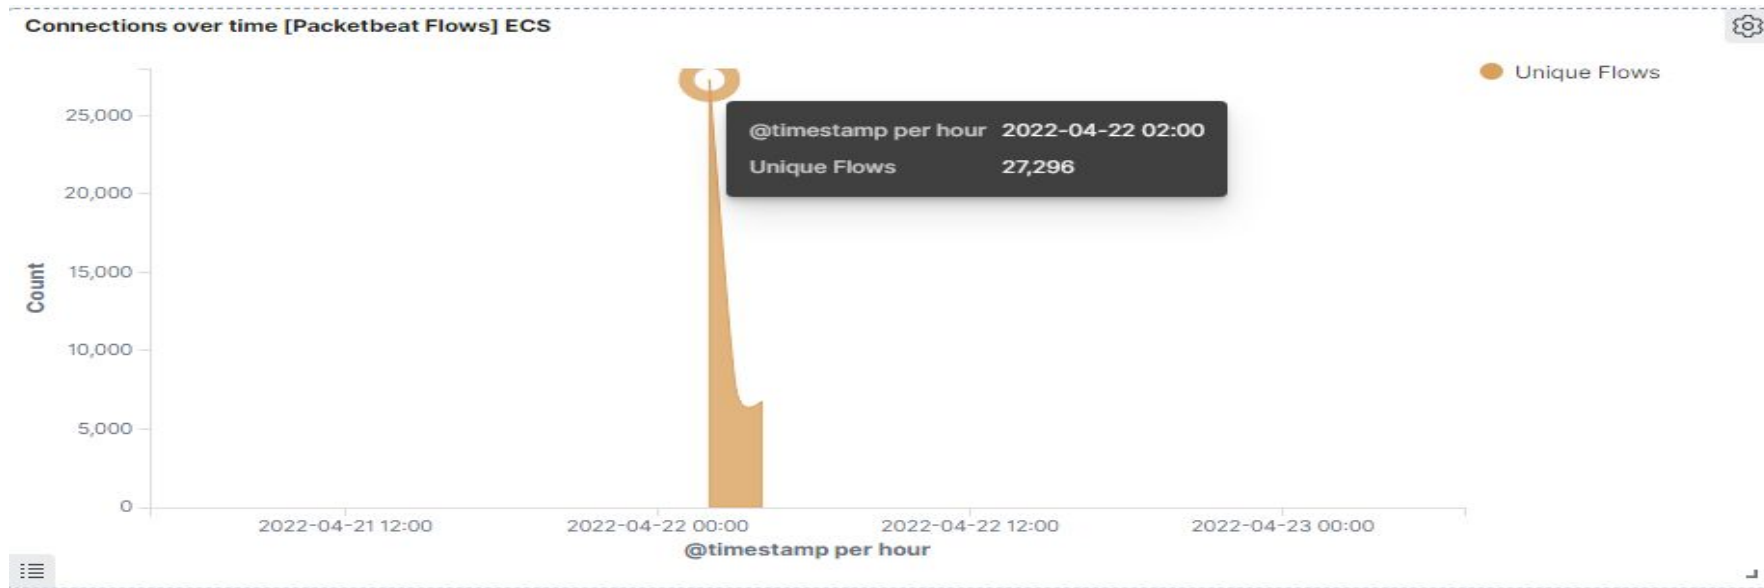 Connections over time [Packetbeat Flows] ECS
Unique Flows
25,000
20,000
15,000
10,000
5,000
0
Count
@timestamp per hour 2022-04-22 02:00
Unique Flows 27,296
2022-04-21 12:00 2022-04-22 00:00 2022-04-22 12:00 2022-04-23 00:00
@timestamp per hour